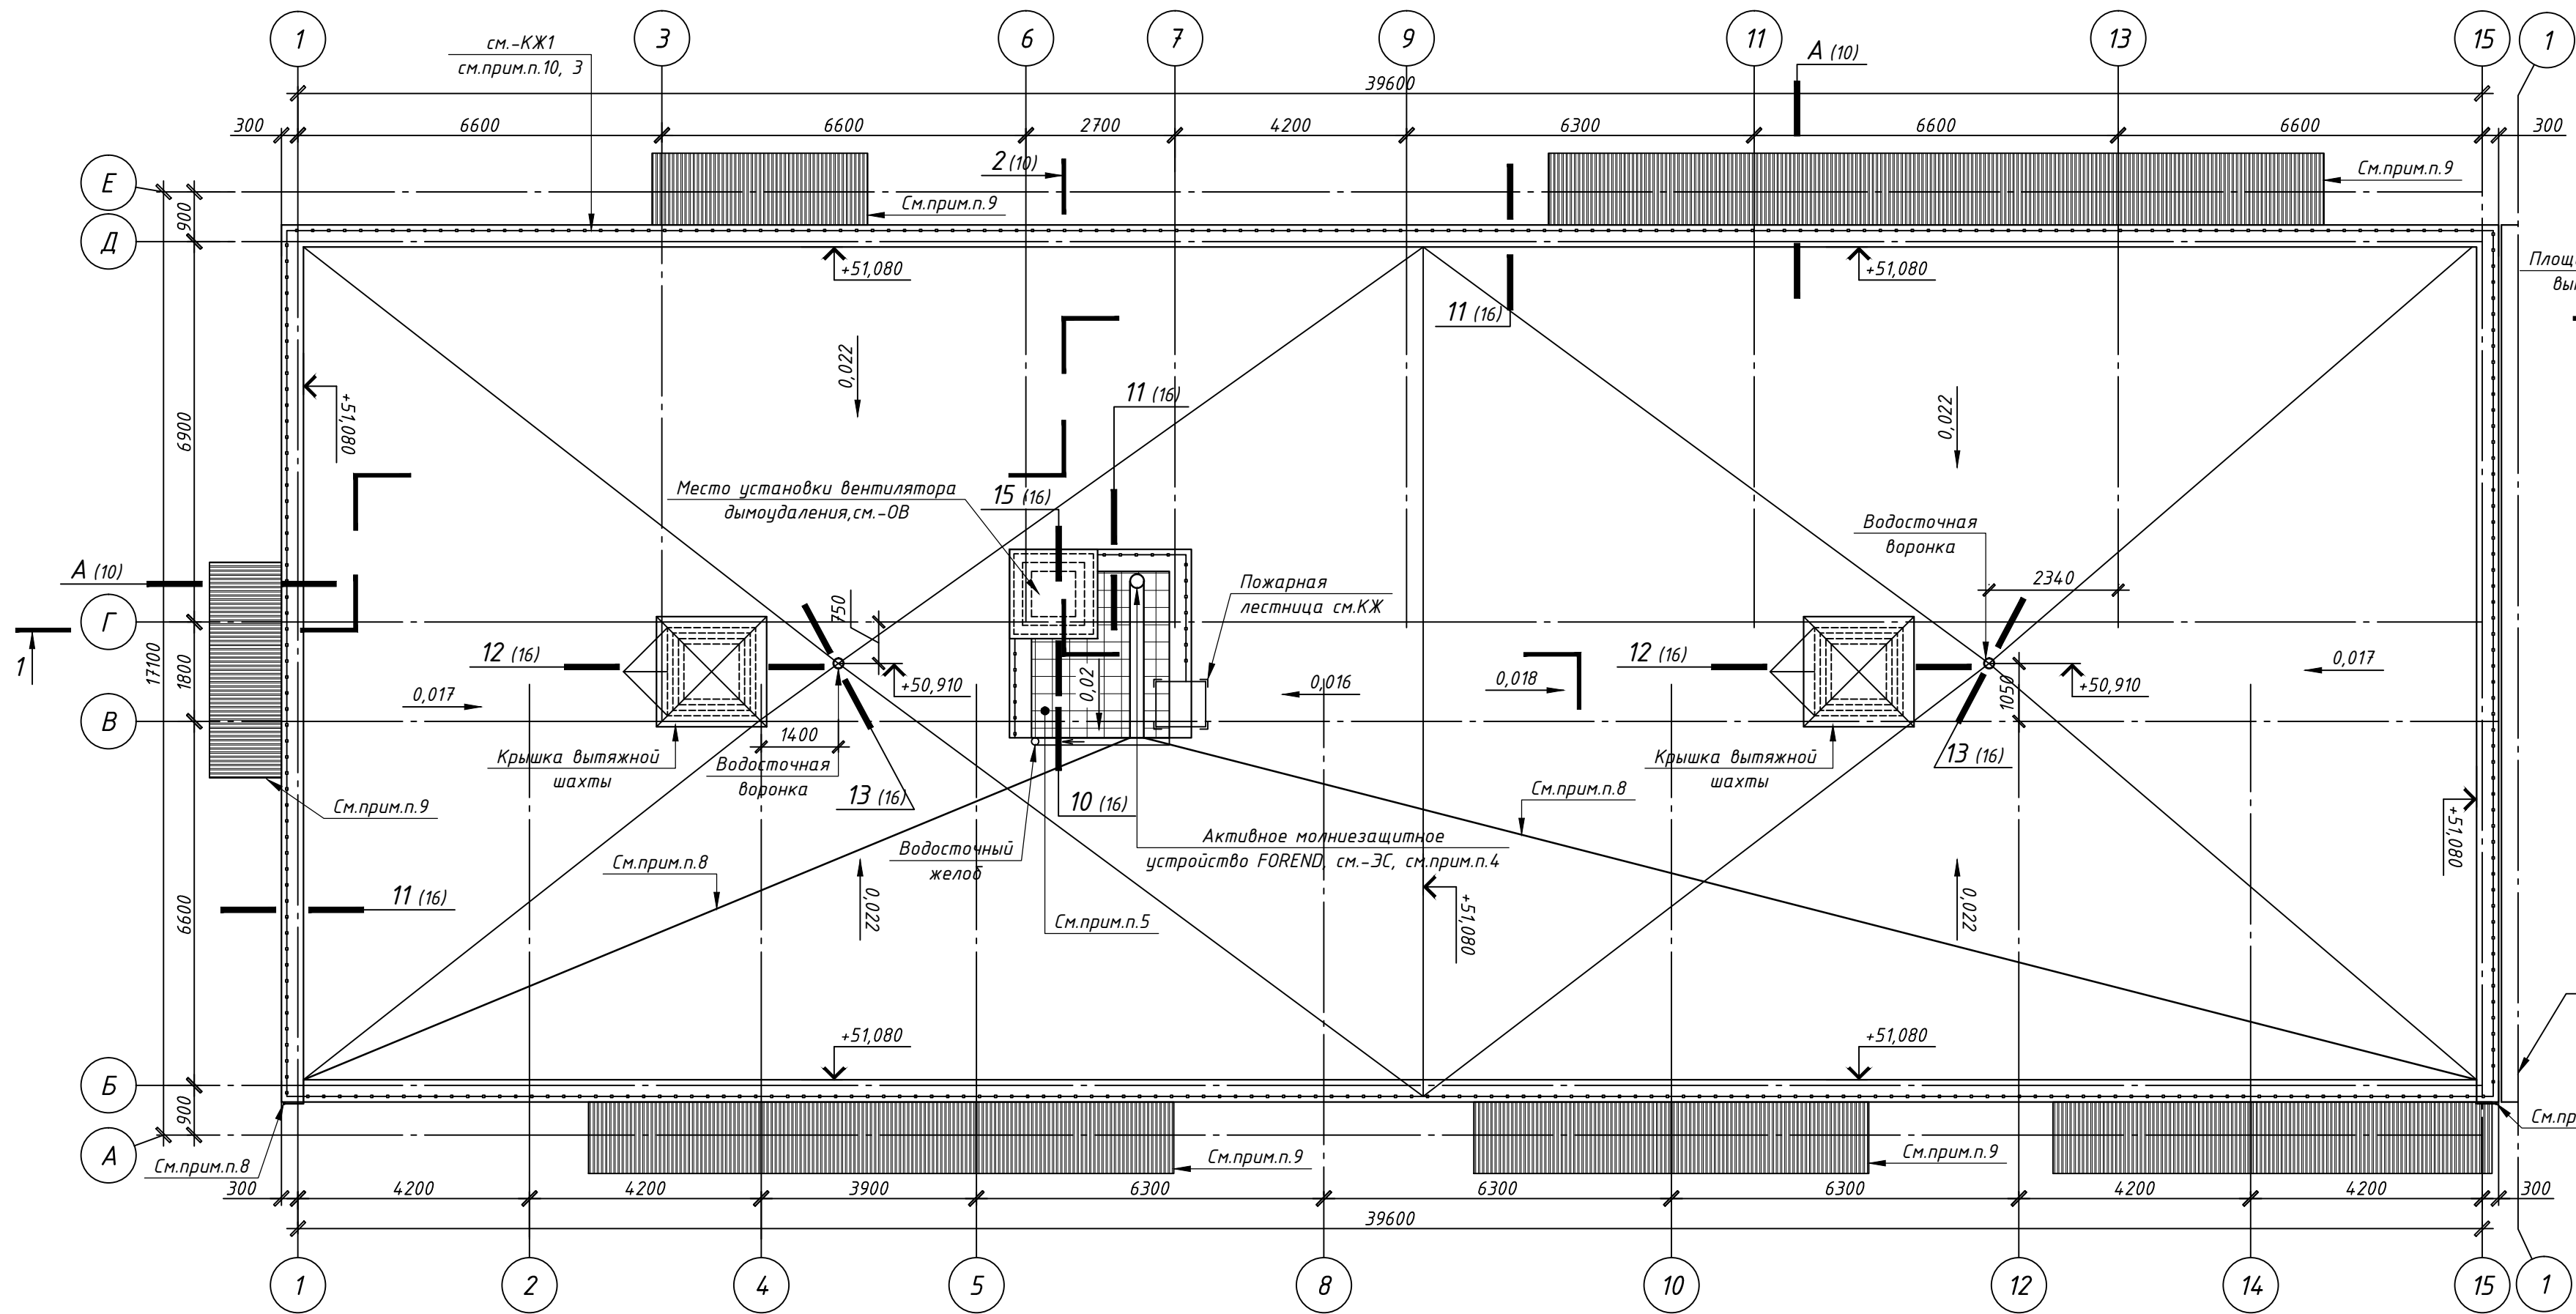 1
3
6
7
9
11
13
15
1
см.-КЖ1
см.прим.п.10, 3
А (10)
39600
300
6600
6600
2700
4200
6300
6600
6600
300
Е
2 (10)
См.прим.п.9
См.прим.п.9
900
Д
+51,080
+51,080
11 (16)
0,022
0,022
+51,080
6900
11 (16)
Место установки вентилятора
дымоудаления,см.-ОВ
15 (16)
Водосточная
воронка
А (10)
Пожарная
лестница см.КЖ
2340
750
Г
1
17100
1800
12 (16)
12 (16)
0,017
+50,910
0,02
0,016
0,018
0,017
+50,910
1050
В
1400
Крышка вытяжной
шахты
Водосточная
воронка
13 (16)
Крышка вытяжной
шахты
13 (16)
См.прим.п.9
10 (16)
См.прим.п.8
Активное молниезащитное
устройство FOREND, см.-ЭС, см.прим.п.4
Водосточный
желоб
См.прим.п.8
+51,080
11 (16)
6600
0,022
См.прим.п.5
+51,080
0,022
+51,080
+51,080
Б
900
А
См.прим.п.8
См.прим.п.9
См.прим.п.9
300
4200
4200
3900
6300
6300
6300
4200
4200
300
39600
1
2
4
5
8
10
12
14
15
1